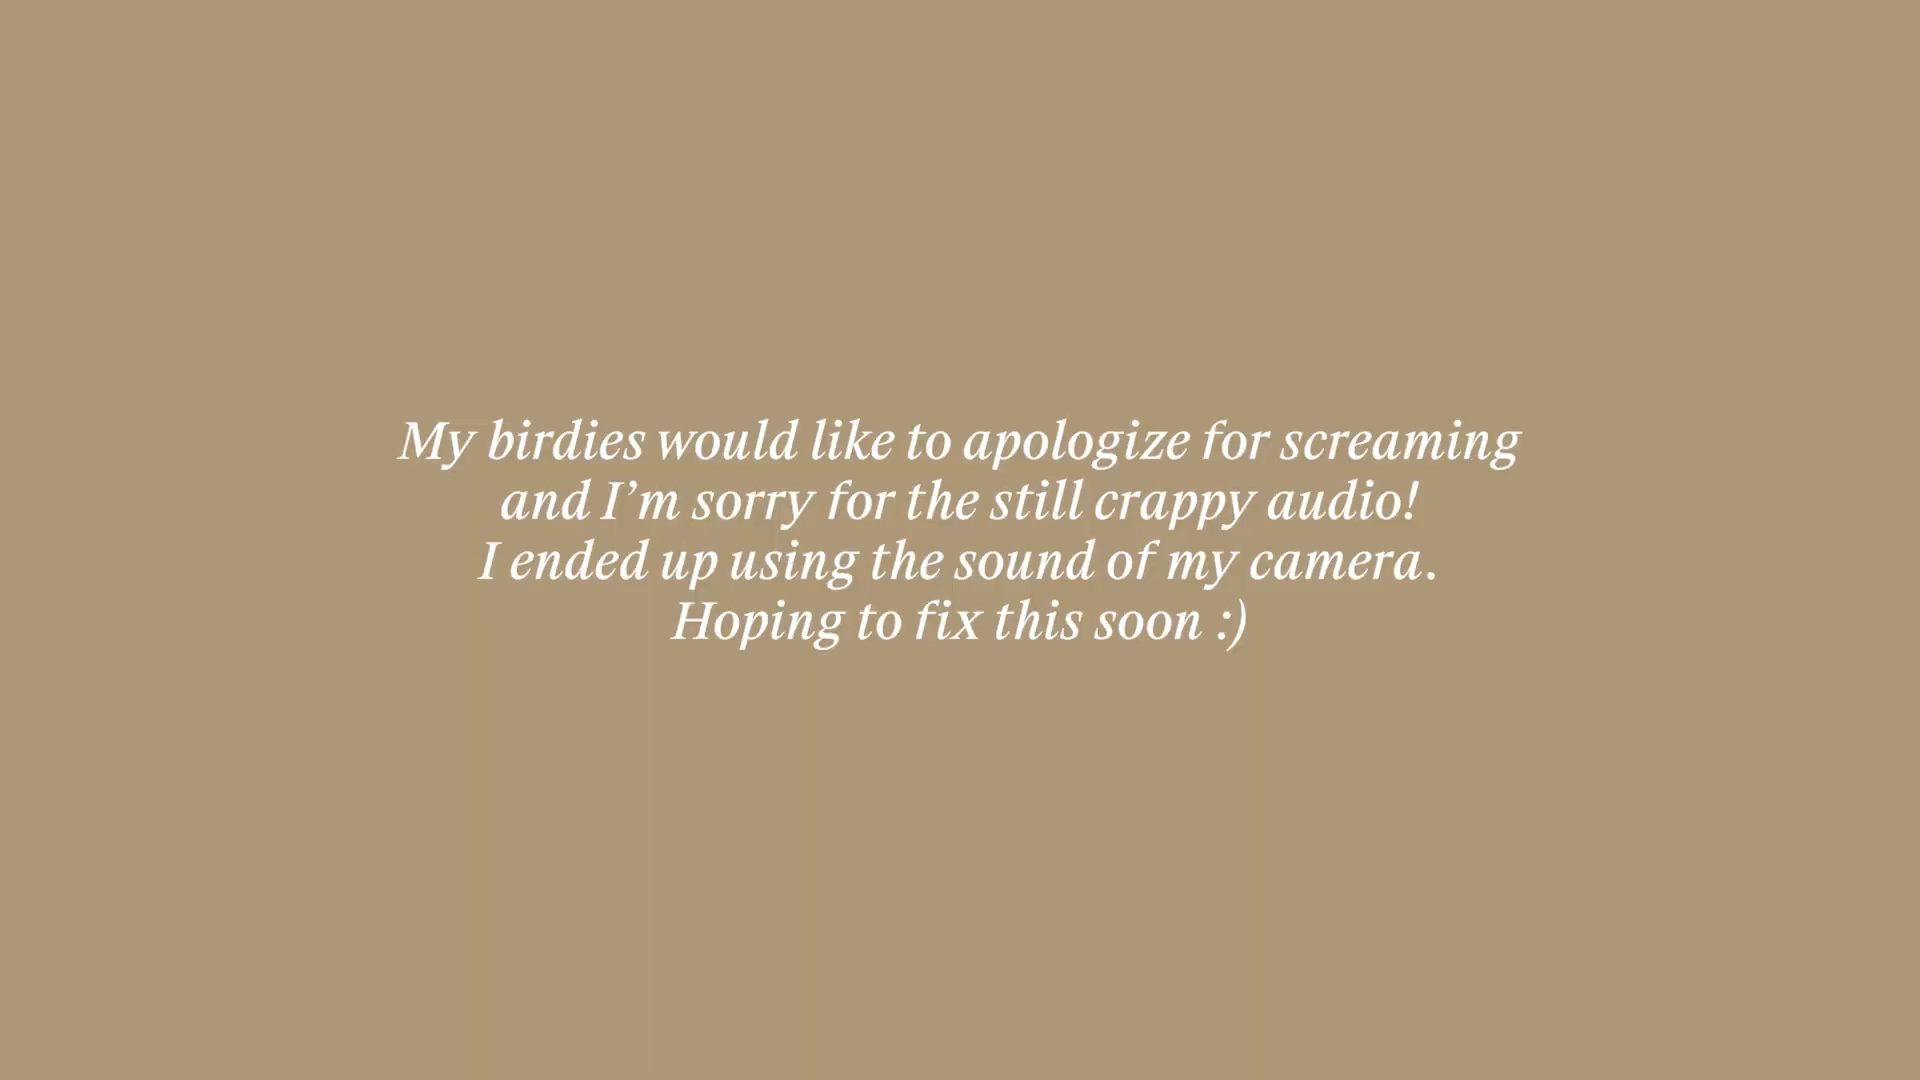 My birdies would like to apologize for screaming
and I’m sorry for the still crappy audio!
I ended up using the sound of my camera.
Hoping to fix this soon :)